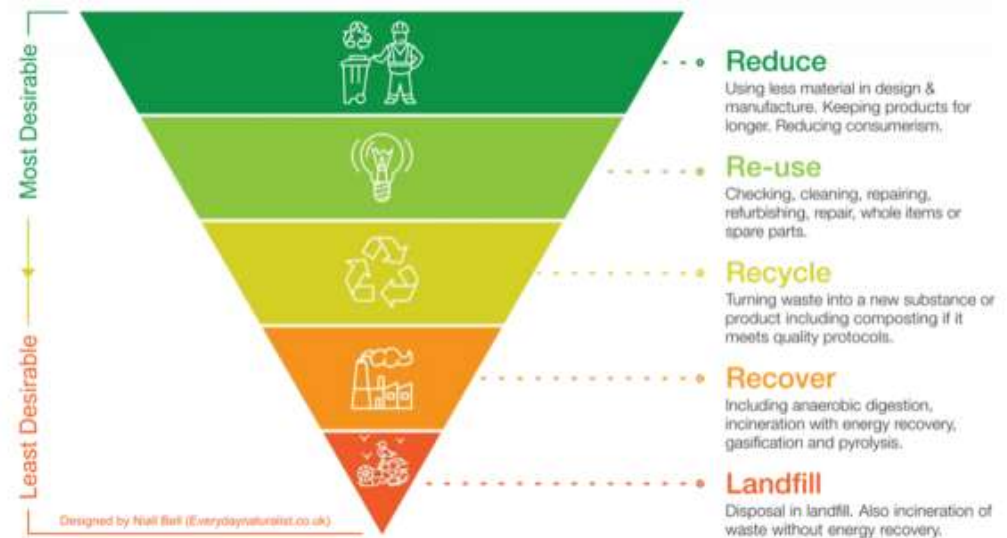 Most Desirable
Least Desirable
Reduce
Using less material in design &
manufacture. Keeping products for
longer. Reducing consumerism.
Re-use
Checking, cleaning, repairing,
refurbishing, repair, whole items or
spare parts.
Recycle
Turning waste into a new substance or
product including composting if it
meets quality protocols.
Recover
Including anaerobic digestion,
incineration with energy recovery,
gasification and pyrolysis.
Landfill
Disposal in landfill. Also incineration of
waste without energy recovery.
Designed by Niall Bell (Everydaynaturalist.co.uk)